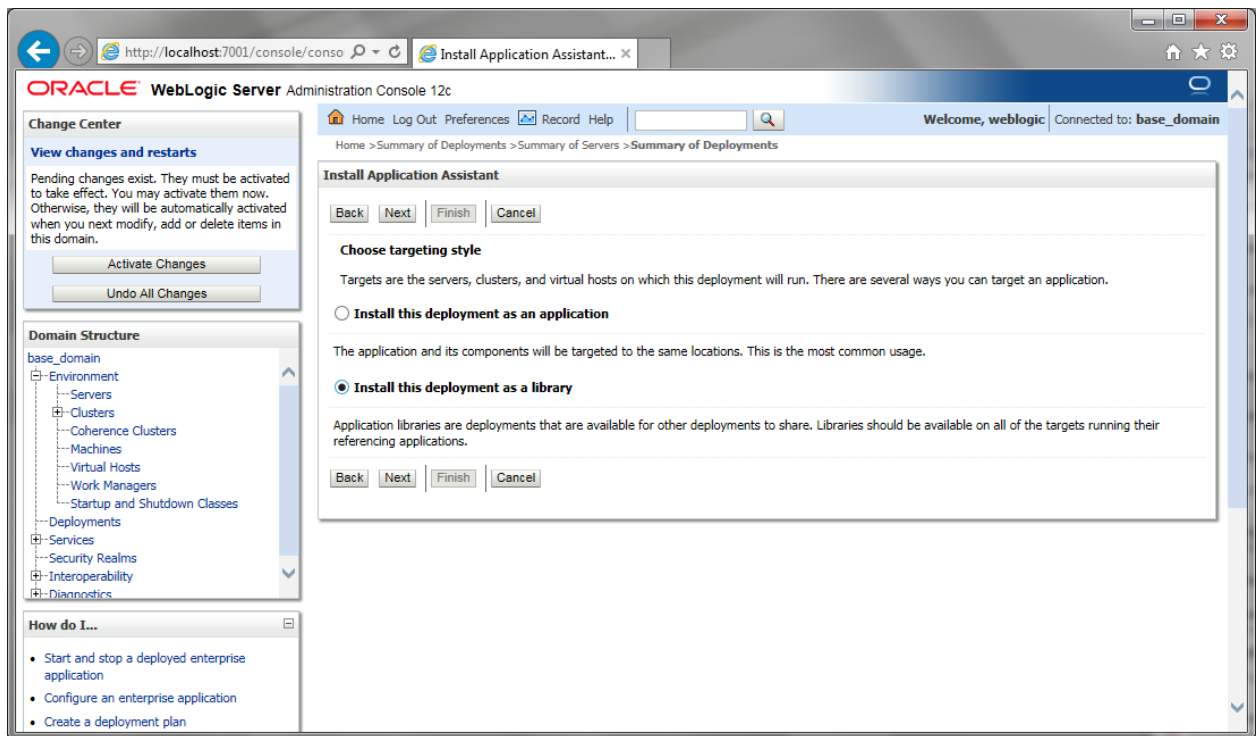 http://localhost:7001/console/conso
Install Application Assistant...
ORACLE WebLogic Server Administration Console 12c
Change Center
View changes and restarts
Pending changes exist. They must be activated
to take effect. You may activate them now.
Otherwise, they will be automatically activated
when you next modify, add or delete items in
this domain.
Activate Changes
Undo All Changes
Domain Structure
base_domain
Environment
Servers
Clusters
Coherence Clusters
Machines
Virtual Hosts
Work Managers
Startup and Shutdown Classes
Deployments
Services
Security Realms
Interoperability
Diagnostics
How do I...
Start and stop a deployed enterprise
application
Configure an enterprise application
Create a deployment plan
Home Log Out Preferences Record Help
Welcome, weblogic Connected to: base_domain
Home >Summary of Deployments >Summary of Servers >Summary of Deployments
Install Application Assistant
Back Next Finish Cancel
Choose targeting style
Targets are the servers, clusters, and virtual hosts on which this deployment will run. There are several ways you can target an application.
Install this deployment as an application
The application and its components will be targeted to the same locations. This is the most common usage.
Install this deployment as a library
Application libraries are deployments that are available for other deployments to share. Libraries should be available on all of the targets running their
referencing applications.
Back Next Finish Cancel